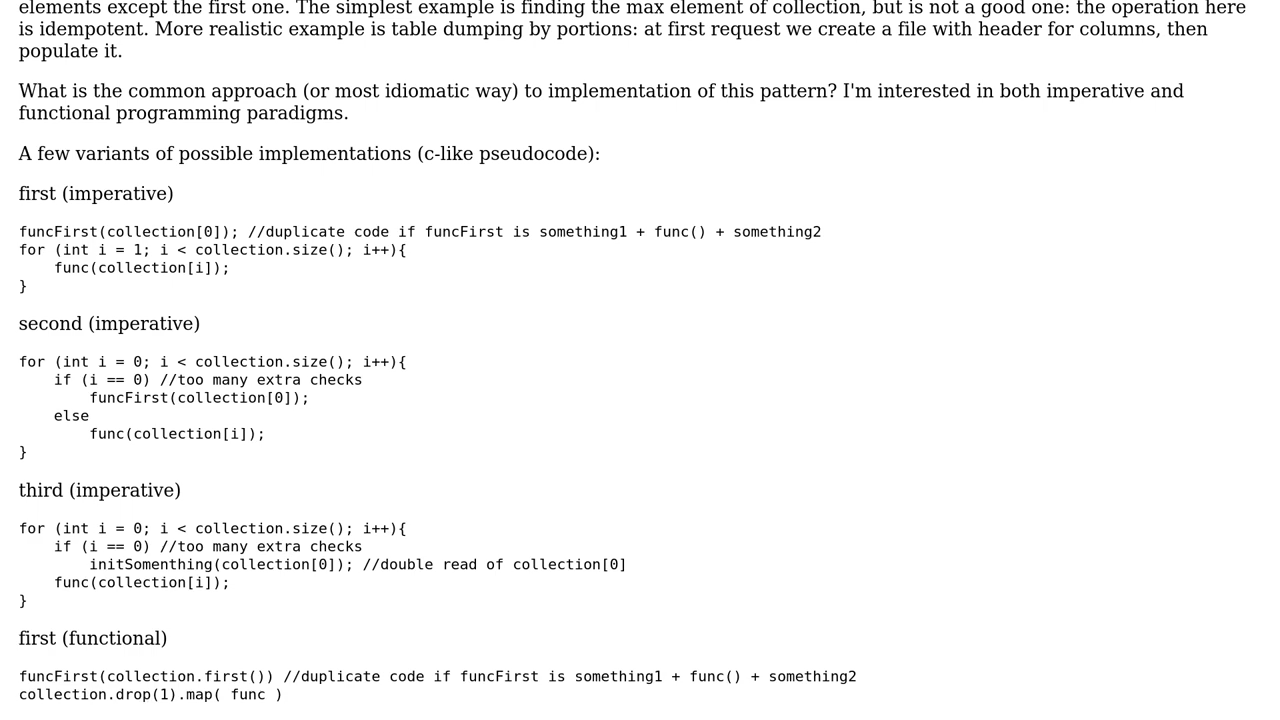 elements except the first one. The simplest example is finding the max element of collection, but is not a good one: the operation here
is idempotent. More realistic example is table dumping by portions: at first request we create a file with header for columns, then
populate it.
What is the common approach (or most idiomatic way) to implementation of this pattern? I'm interested in both imperative and
functional programming paradigms.
A few variants of possible implementations (c-like pseudocode):
first (imperative)
funcFirst(collection[0]); //duplicate code if funcFirst is something1 + func() + something2
for (int i = 1; i < collection.size(); i++){
    func(collection[i]);
}
second (imperative)
for (int i = 0; i < collection.size(); i++){
    if (i == 0) //too many extra checks
        funcFirst(collection[0]);
    else
        func(collection[i]);
}
third (imperative)
for (int i = 0; i < collection.size(); i++){
    if (i == 0) //too many extra checks
        initSomenthing(collection[0]); //double read of collection[0]
    func(collection[i]);
}
first (functional)
funcFirst(collection.first()) //duplicate code if funcFirst is something1 + func() + something2
collection.drop(1).map( func )